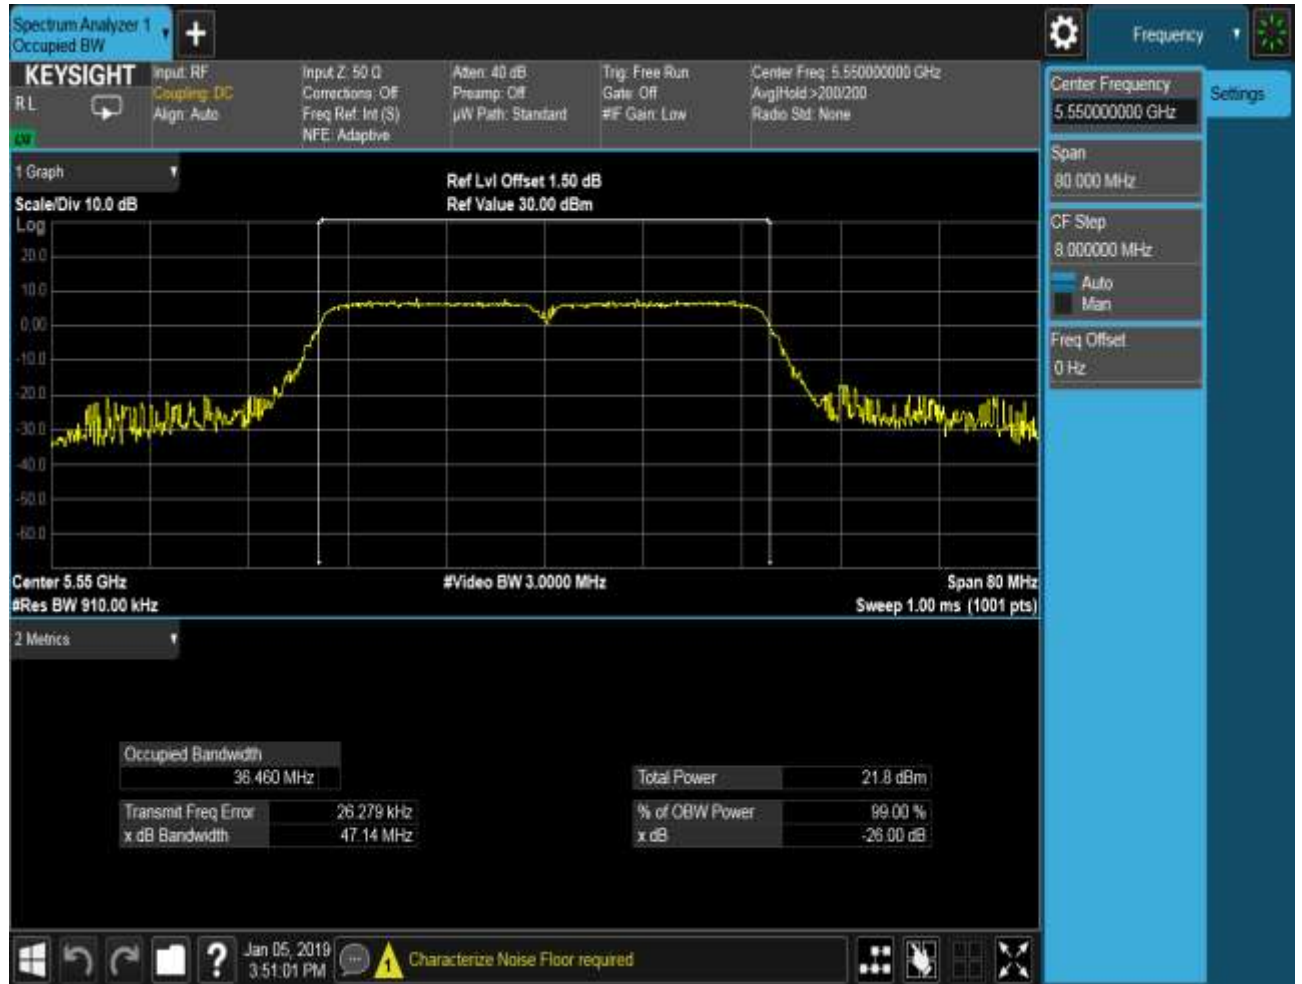 Spectrum Analyzer 1
Occupied BW
Frequency
KEYSIGHT
RL
Input: RF
Coupling: DC
Align: Auto
Input Z: 50 Ω
Corrections: Off
Freq Ref: Int (S)
NFE: Adaptive
Atten: 40 dB
Preamp: Off
µW Path: Standard
Trig: Free Run
Gate: Off
#IF Gain: Low
Center Freq: 5.550000000 GHz
Avg|Hold:>200/200
Radio Std: None
Center Frequency
5.550000000 GHz
Settings
Span
80.000 MHz
CF Step
8.000000 MHz
Auto
Man
Freq Offset
0 Hz
1 Graph
Scale/Div 10.0 dB
Ref Lvl Offset 1.50 dB
Ref Value 30.00 dBm
Log
20.0
10.0
0.00
-10.0
-20.0
-30.0
-40.0
-50.0
-60.0
Center 5.55 GHz
#Video BW 3.0000 MHz
Span 80 MHz
#Res BW 910.00 kHz
Sweep 1.00 ms (1001 pts)
2 Metrics
Occupied Bandwidth
36.460 MHz
Total Power 21.8 dBm
Transmit Freq Error 26.279 kHz
% of OBW Power 99.00 %
x dB Bandwidth 47.14 MHz
x dB -26.00 dB
Jan 05, 2019
3:51:01 PM
1
Characterize Noise Floor required